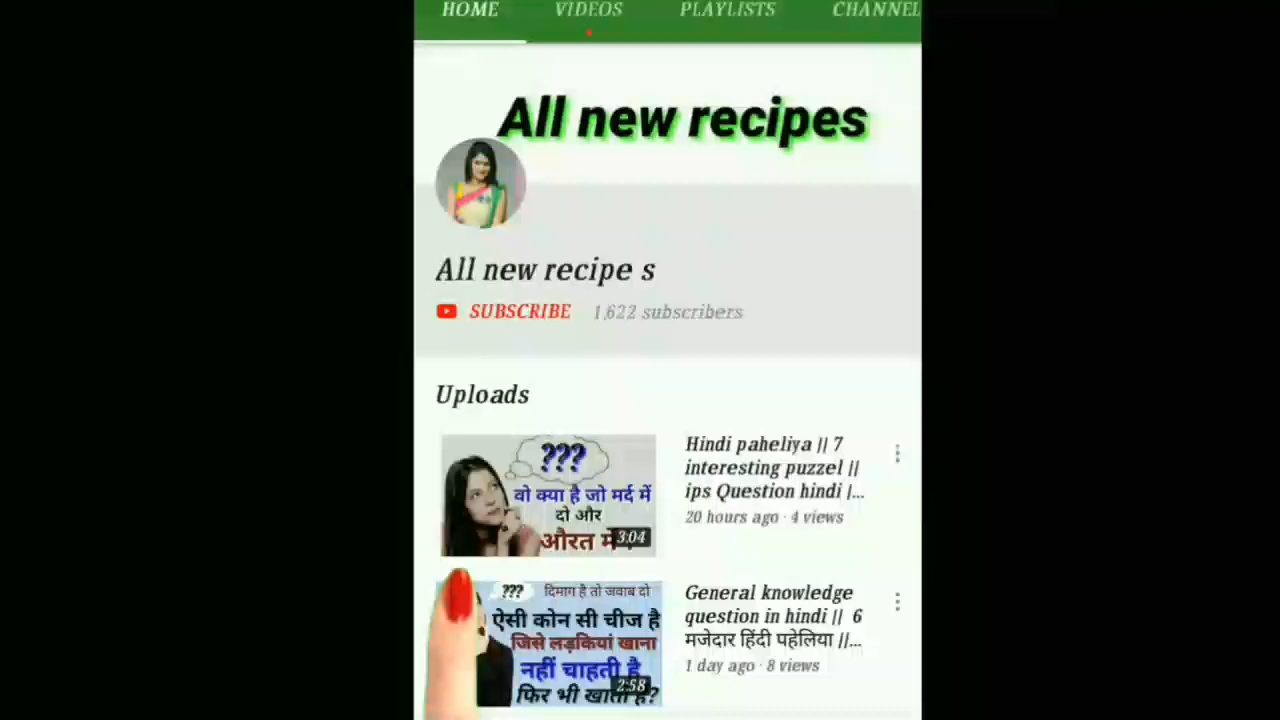 HOME VIDEOS PLAYLISTS CHANNEL
All new recipes
All new recipe s
SUBSCRIBE 1,622 subscribers
Uploads
???
वो क्या है जो मर्द में
दो और
औरत में
3:04
Hindi paheliya || 7
interesting puzzel ||
ips Question hindi |...
20 hours ago · 4 views
??? दिमाग है तो जवाब दो
ऐसी कोन सी चीज है
जिसे लड़कियां खाना
नहीं चाहती है
फिर भी खाती है?
2:58
General knowledge
question in hindi || 6
मजेदार हिंदी पहेलिया ||...
1 day ago · 8 views